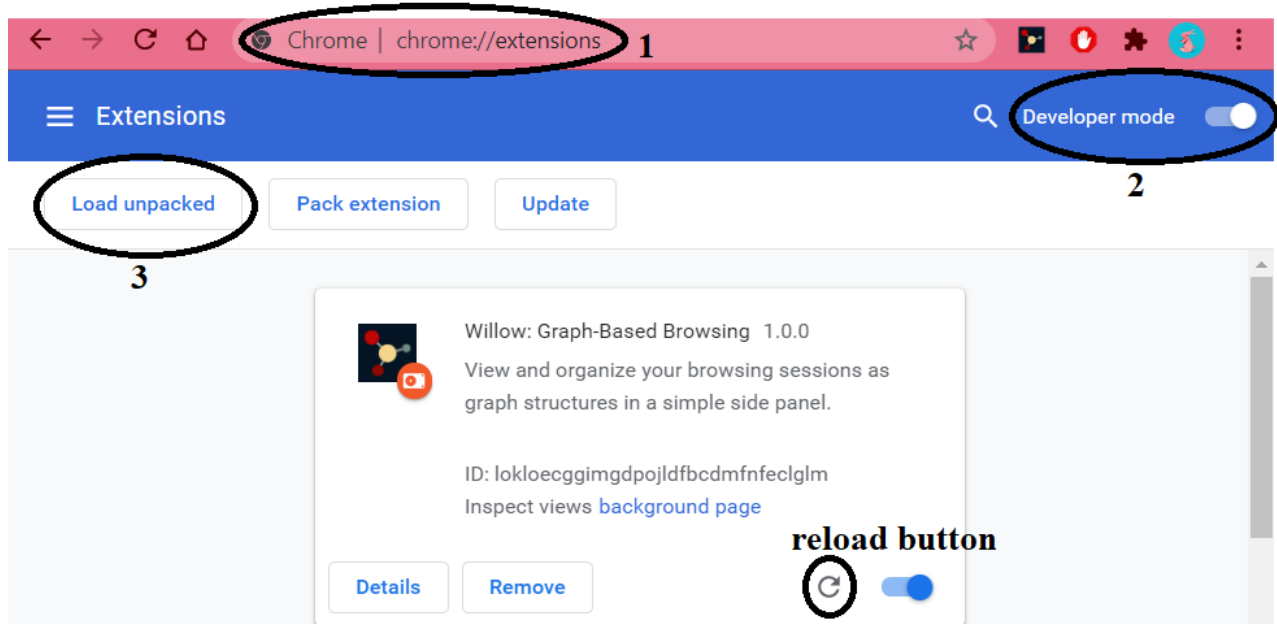 Chrome | chrome://extensions 1
Extensions Developer mode
2
Load unpacked Pack extension Update
3
Willow: Graph-Based Browsing 1.0.0
View and organize your browsing sessions as
graph structures in a simple side panel.
ID: lokloecggimgdpojldfbcdmfnfeclglm
Inspect views background page
reload button
Details Remove